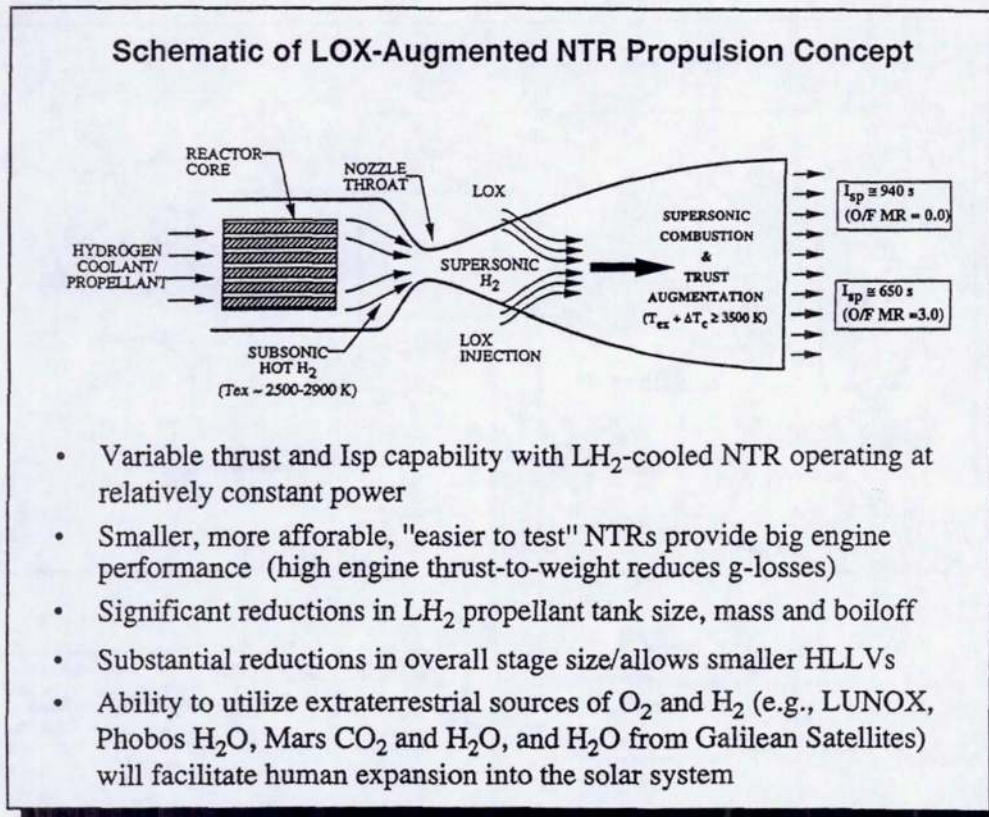 Schematic of LOX-Augmented NTR Propulsion Concept
REACTOR
CORE
NOZZLE
THROAT
LOX
HYDROGEN
COOLANT/
PROPELLANT
SUPERSONIC
H₂
SUBSONIC
HOT H₂
(Tex ~ 2500-2900 K)
LOX
INJECTION
SUPERSONIC
COMBUSTION
&
TRUST
AUGMENTATION
(T_ex + ΔT_c ≥ 3500 K)
I_sp ≅ 940 s
(O/F MR = 0.0)
I_sp ≅ 650 s
(O/F MR =3.0)
• Variable thrust and Isp capability with LH₂-cooled NTR operating at
relatively constant power
• Smaller, more afforable, "easier to test" NTRs provide big engine
performance (high engine thrust-to-weight reduces g-losses)
• Significant reductions in LH₂ propellant tank size, mass and boiloff
• Substantial reductions in overall stage size/allows smaller HLLVs
• Ability to utilize extraterrestrial sources of O₂ and H₂ (e.g., LUNOX,
Phobos H₂O, Mars CO₂ and H₂O, and H₂O from Galilean Satellites)
will facilitate human expansion into the solar system